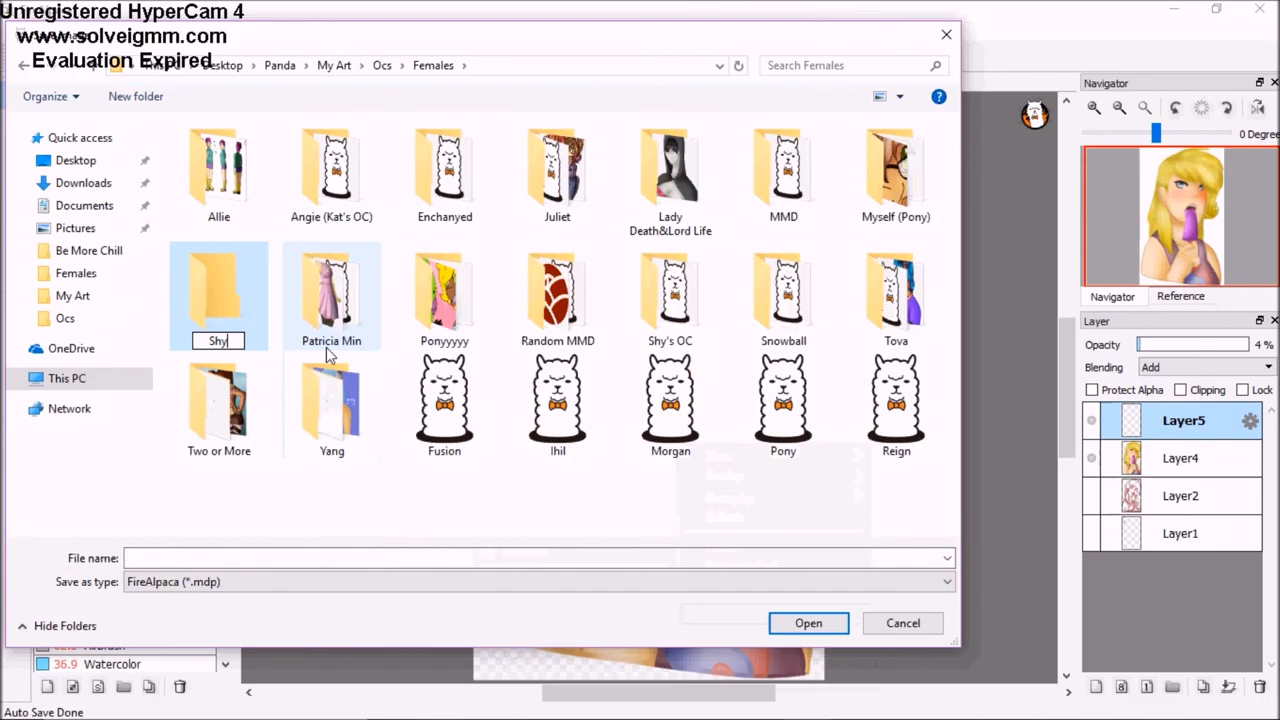 Unregistered HyperCam 4
www.solveigmm.com
Evaluation Expired
Desktop
Panda
My Art
Ocs
Females
Search Females
Organize
New folder
?
Quick access
Desktop
Downloads
Documents
Pictures
Be More Chill
Females
My Art
Ocs
OneDrive
This PC
Network
Allie
Angie (Kat's OC)
Enchanyed
Juliet
Lady
Death&Lord Life
MMD
Myself (Pony)
Shy
Patricia Min
Ponyyyyy
Random MMD
Shy's OC
Snowball
Tova
Two or More
Yang
Fusion
Ihil
Morgan
Pony
Reign
File name:
Save as type:
FireAlpaca (*.mdp)
Hide Folders
Open
Cancel
36.9 Watercolor
Auto Save Done
Navigator
0 Degree
Navigator
Reference
Layer
Opacity
4 %
Blending
Add
Protect Alpha
Clipping
Lock
Layer5
Layer4
Layer2
Layer1
8
1